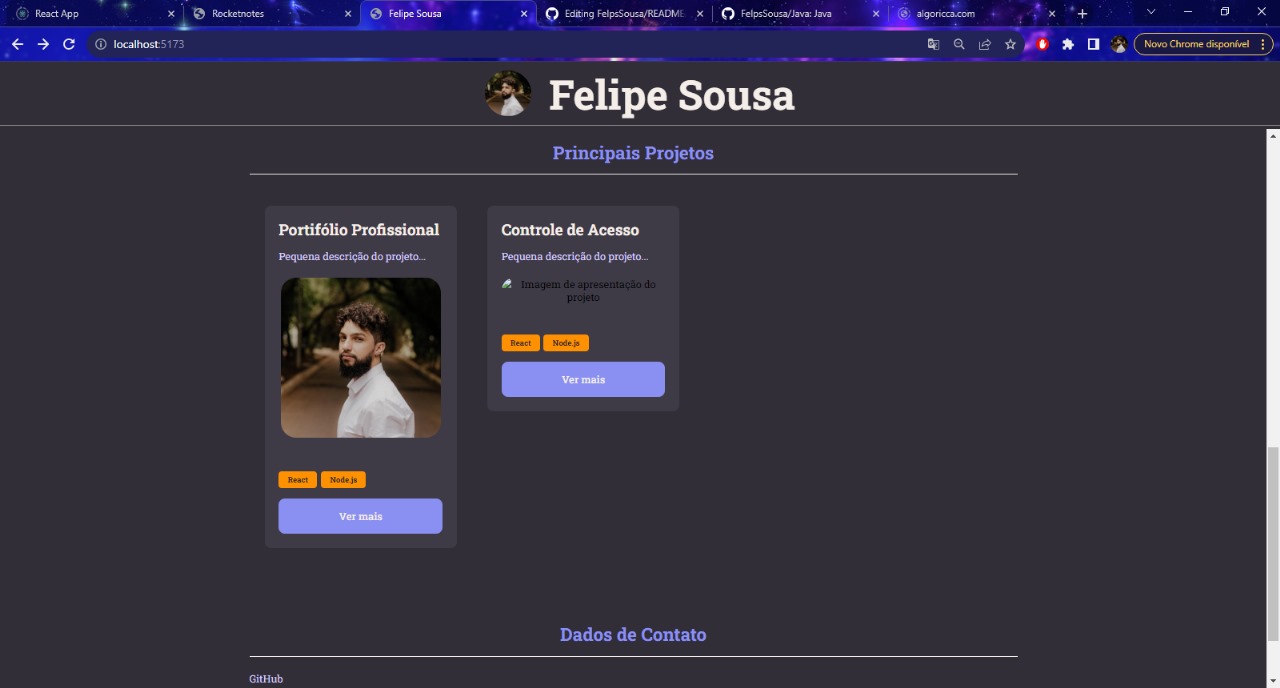 React App
Rocketnotes
Felipe Sousa
Editing FelpsSousa/README
FelpsSousa/Java: Java
algoricca.com
localhost:5173
Novo Chrome disponível
Felipe Sousa
Principais Projetos
Portifólio Profissional
Pequena descrição do projeto...
React
Node.js
Ver mais
Controle de Acesso
Pequena descrição do projeto...
Imagem de apresentação do
projeto
React
Node.js
Ver mais
Dados de Contato
GitHub